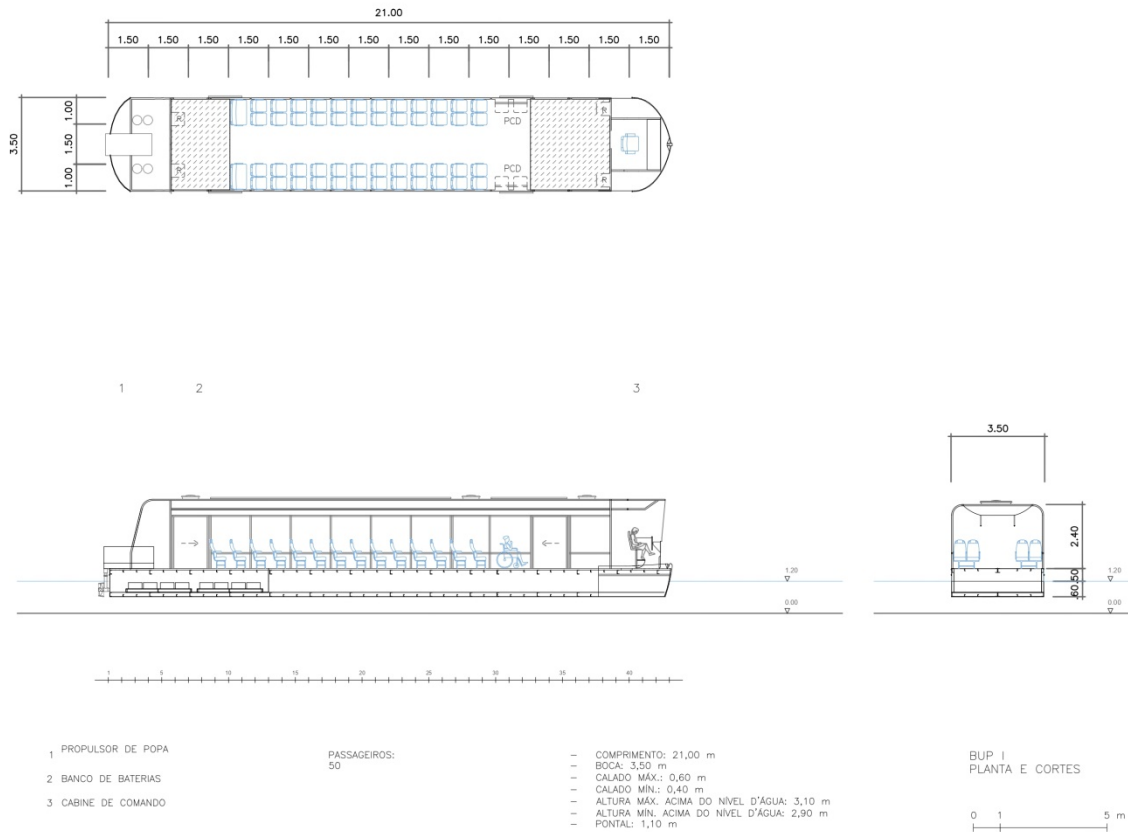 21.00
1.50 1.50 1.50 1.50 1.50 1.50 1.50 1.50 1.50 1.50 1.50 1.50 1.50 1.50
3.50
1.00
1.50
1.00
R
R
R
R
PCD
PCD
1 2 3
3.50
2.40
.50
.60
1.20
0.00
1.20
0.00
1 5 10 15 20 25 30 35 40
1 PROPULSOR DE POPA
2 BANCO DE BATERIAS
3 CABINE DE COMANDO
PASSAGEIROS:
50
– COMPRIMENTO: 21,00 m
– BOCA: 3,50 m
– CALADO MÁX.: 0,60 m
– CALADO MÍN.: 0,40 m
– ALTURA MÁX. ACIMA DO NÍVEL D'ÁGUA: 3,10 m
– ALTURA MÍN. ACIMA DO NÍVEL D'ÁGUA: 2,90 m
– PONTAL: 1,10 m
BUP I
PLANTA E CORTES
0 1 5 m